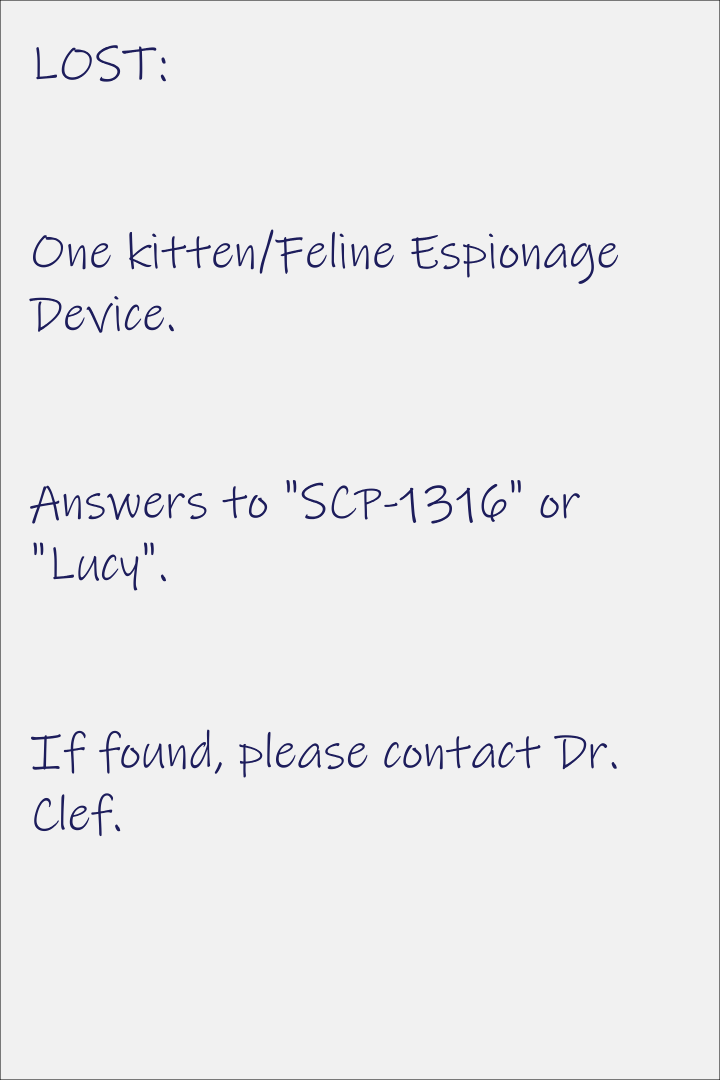 LOST:
One kitten/Feline Espionage
Device.
Answers to "SCP-1316" or
"Lucy".
If found, please contact Dr.
Clef.